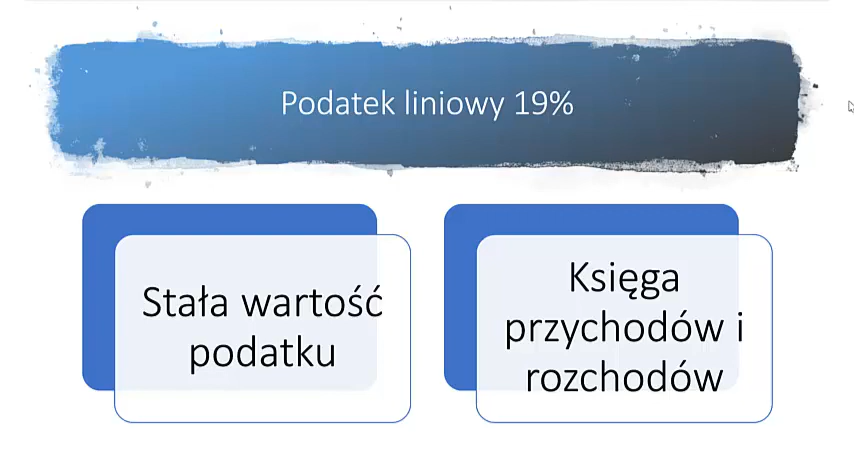 Podatek liniowy 19%
Stała wartość
podatku
Księga
przychodów i
rozchodów